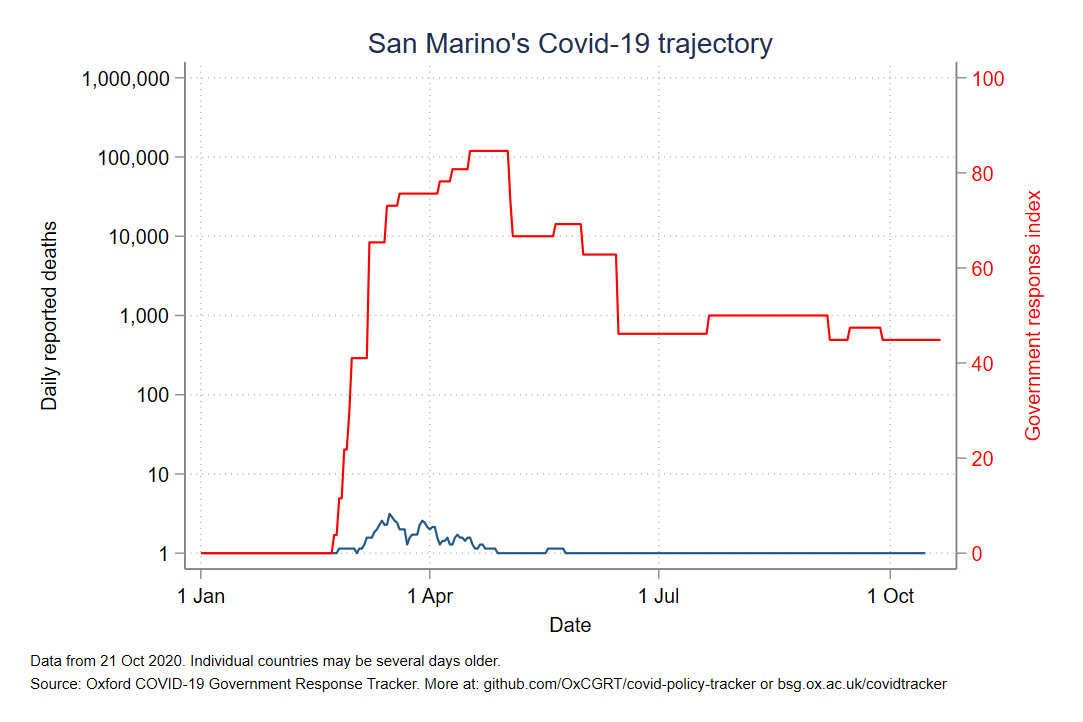 San Marino's Covid-19 trajectory
1,000,000
100,000
10,000
1,000
100
10
1
Daily reported deaths
100
80
60
40
20
0
Government response index
1 Jan
1 Apr
1 Jul
1 Oct
Date
Data from 21 Oct 2020. Individual countries may be several days older.
Source: Oxford COVID-19 Government Response Tracker. More at: github.com/OxCGRT/covid-policy-tracker or bsg.ox.ac.uk/covidtracker